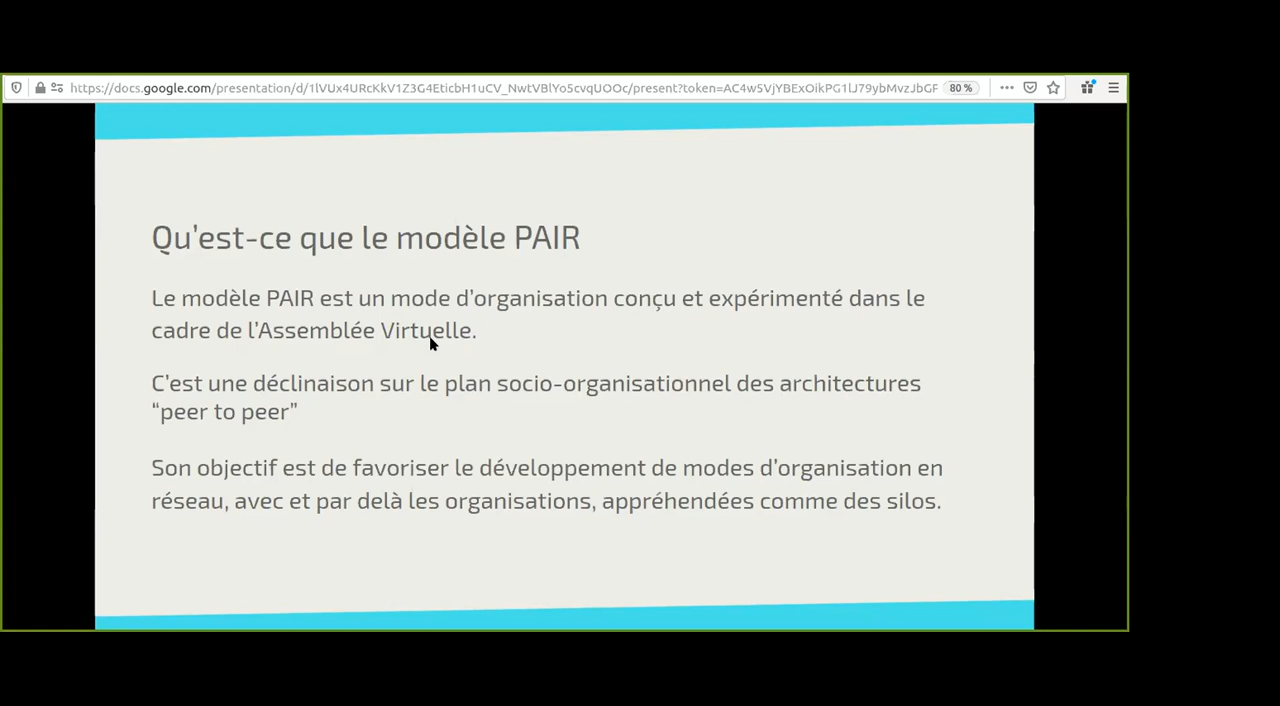 https://docs.google.com/presentation/d/1lVUx4URcKkV1ZZG4EticbH1uCV_NwtVBlYo5cvqUOOc/present?token=AC4w5VjYBExOikPG1lJ79ybMvzJbGF 80 %
Qu’est-ce que le modèle PAIR
Le modèle PAIR est un mode d’organisation conçu et expérimenté dans le
cadre de l’Assemblée Virtuelle.
C’est une déclinaison sur le plan socio-organisationnel des architectures
“peer to peer”
Son objectif est de favoriser le développement de modes d’organisation en
réseau, avec et par delà les organisations, appréhendées comme des silos.